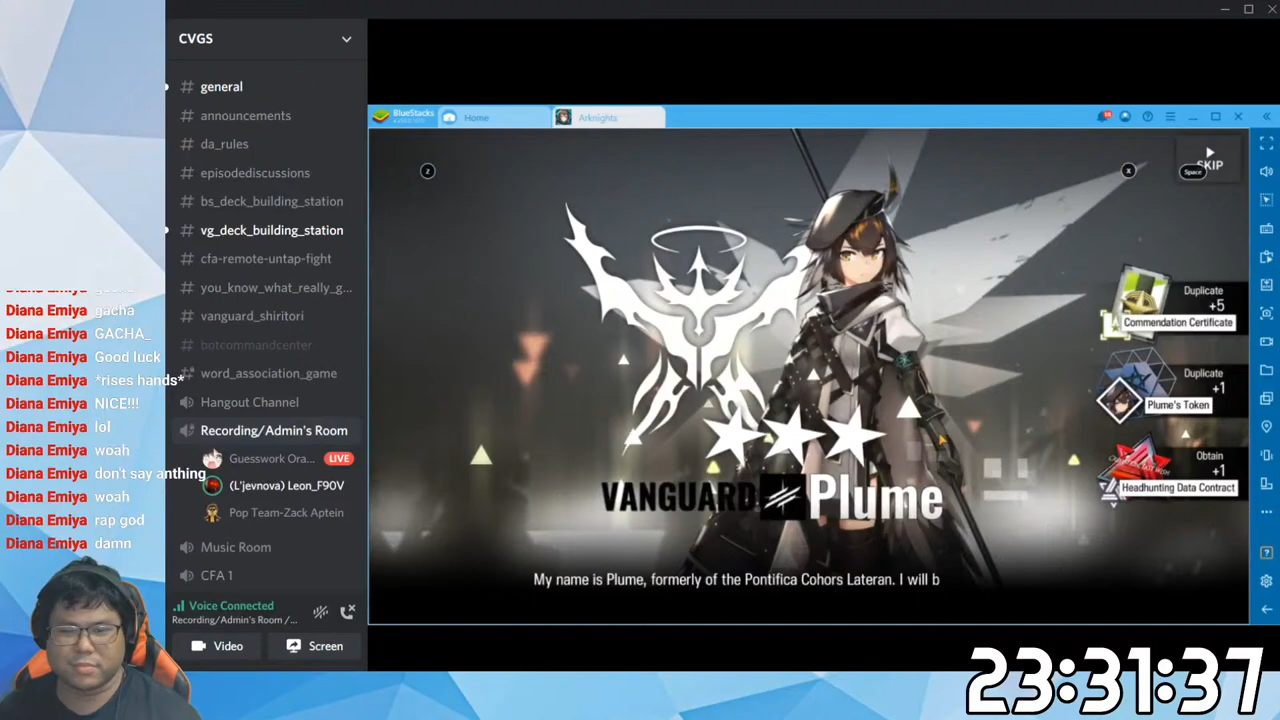 CVGS
general
announcements
da_rules
episodediscussions
bs_deck_building_station
vg_deck_building_station
cfa-remote-untap-fight
you_know_what_really_g...
vanguard_shiritori
botcommandcenter
word_association_game
Hangout Channel
Recording/Admin's Room
Guesswork Ora... LIVE
(L'jevnova) Leon_F90V
Pop Team-Zack Aptein
Music Room
CFA 1
Voice Connected
Recording/Admin's Room /...
Video
Screen
Diana Emiya
Diana Emiya gacha
Diana Emiya GACHA_
Diana Emiya Good luck
Diana Emiya *rises hands*
Diana Emiya NICE!!!
Diana Emiya lol
Diana Emiya woah
Diana Emiya don't say anthing
Diana Emiya woah
Diana Emiya rap god
Diana Emiya damn
BlueStacks
Home
Arknights
Z
X
SKIP
Space
Duplicate
+5
Commendation Certificate
Duplicate
+1
Plume's Token
Obtain
+1
Headhunting Data Contract
VANGUARD Plume
My name is Plume, formerly of the Pontifica Cohors Lateran. I will b
23:31:37